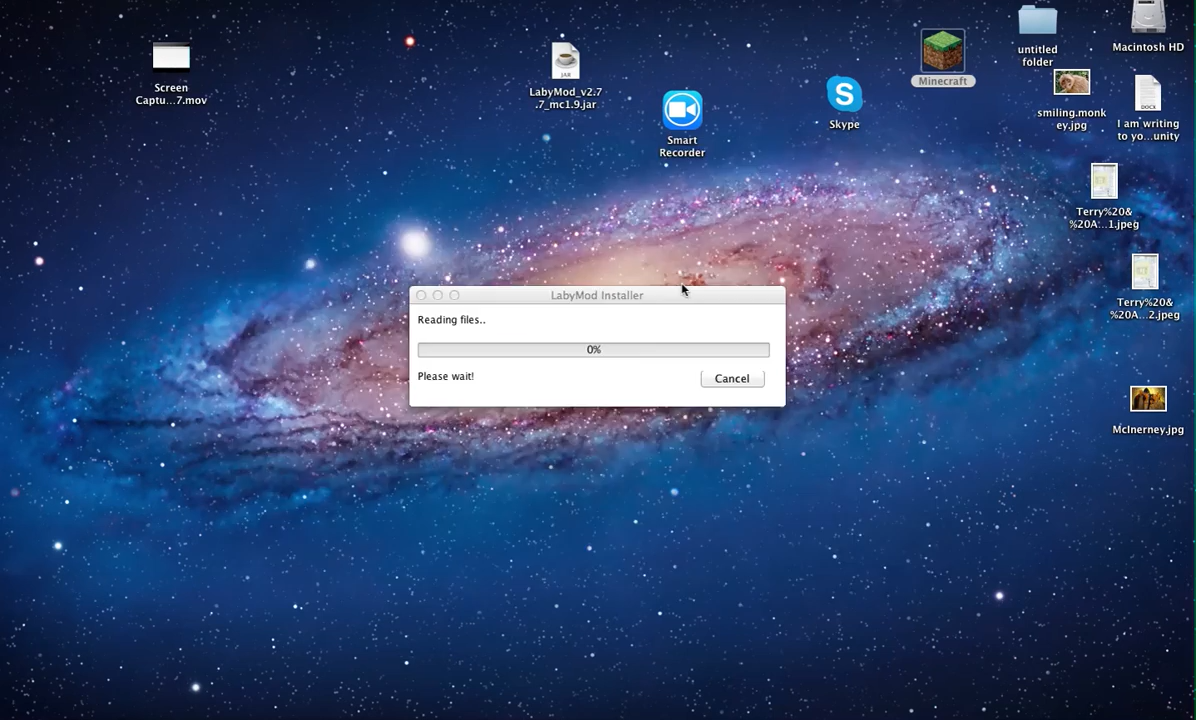 Screen
Captu...7.mov
LabyMod_v2.7
.7_mc1.9.jar
JAR
Smart
Recorder
Skype
Minecraft
untitled
folder
Macintosh HD
smiling.monk
ey.jpg
DOCX
I am writing
to yo...unity
Terry%20&
%20A...1.jpeg
Terry%20&
%20A...2.jpeg
McInerney.jpg
LabyMod Installer
Reading files..
0%
Please wait!
Cancel